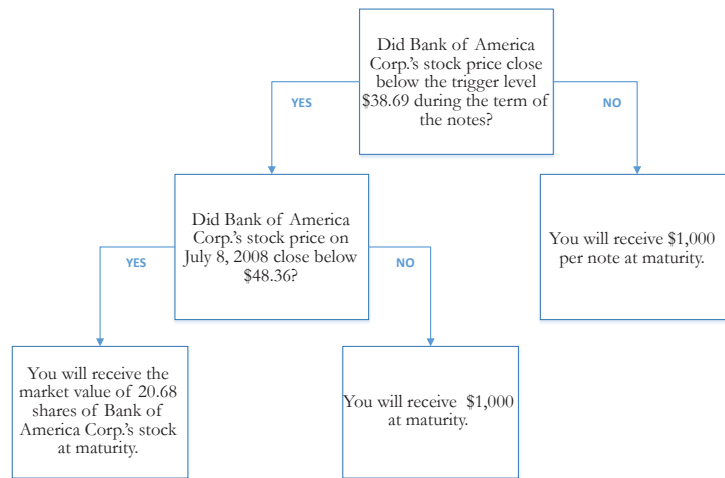 Did Bank of America
Corp.'s stock price close
below the trigger level
$38.69 during the term of
the notes?
YES
NO
Did Bank of America
Corp.'s stock price on
July 8, 2008 close below
$48.36?
You will receive $1,000
per note at maturity.
YES
NO
You will receive the
market value of 20.68
shares of Bank of
America Corp.'s stock
at maturity.
You will receive $1,000
at maturity.